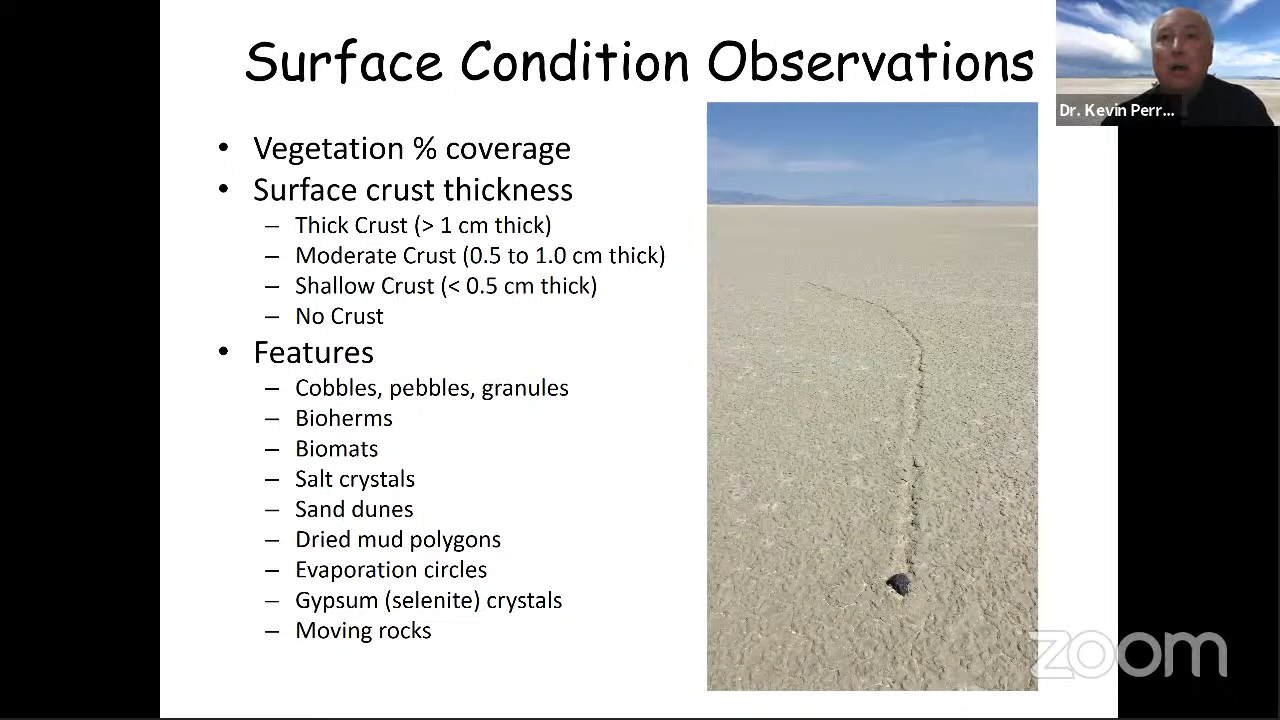 Surface Condition Observations
Dr. Kevin Perr...
• Vegetation % coverage
• Surface crust thickness
– Thick Crust (> 1 cm thick)
– Moderate Crust (0.5 to 1.0 cm thick)
– Shallow Crust (< 0.5 cm thick)
– No Crust
• Features
– Cobbles, pebbles, granules
– Bioherms
– Biomats
– Salt crystals
– Sand dunes
– Dried mud polygons
– Evaporation circles
– Gypsum (selenite) crystals
– Moving rocks
zoom